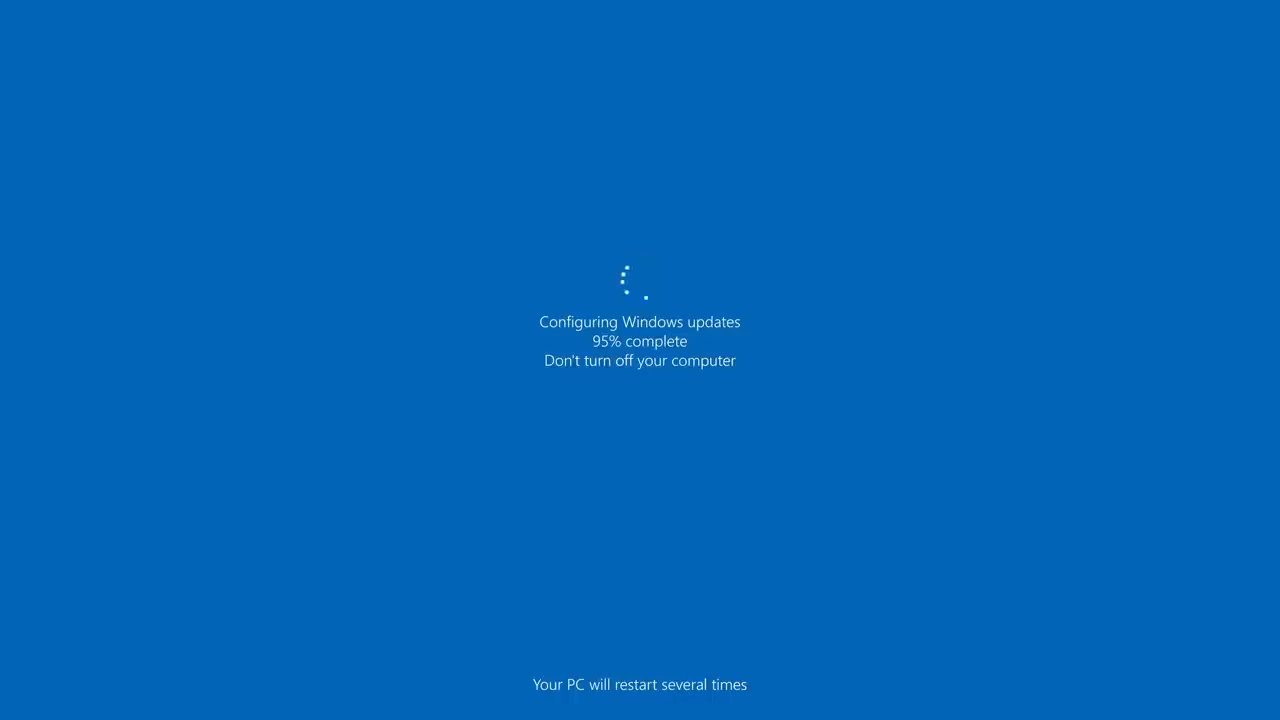 Configuring Windows updates
95% complete
Don't turn off your computer
Your PC will restart several times